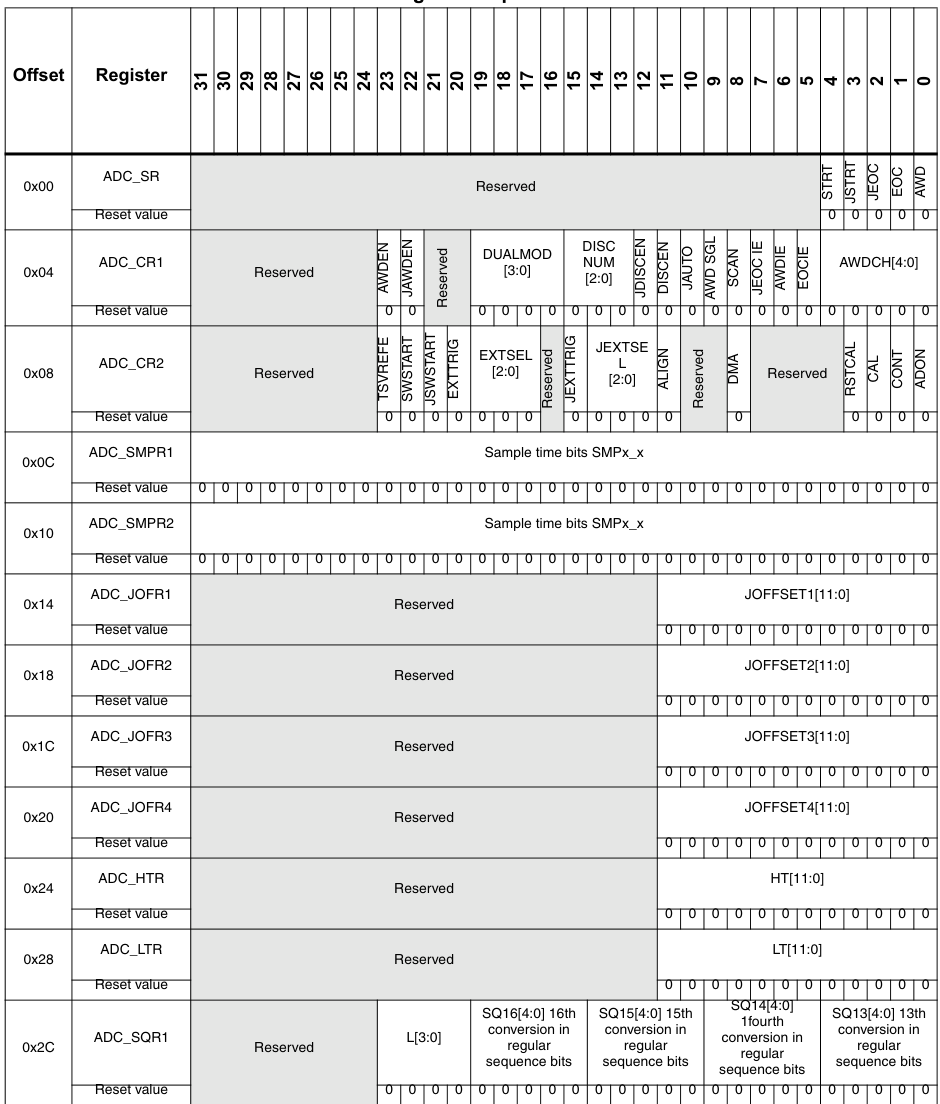 Offset Register 31 30 29 28 27 26 25 24 23 22 21 20 19 18 17 16 15 14 13 12 11 10 9 8 7 6 5 4 3 2 1 0
0x00 ADC_SR Reserved STRT JSTRT JEOC EOC AWD
Reset value 0 0 0 0 0
0x04 ADC_CR1 Reserved AWDEN JAWDEN Reserved DUALMOD [3:0] DISC NUM [2:0] JDISCEN DISCEN JAUTO AWD SGL SCAN JEOC IE AWDIE EOCIE AWDCH[4:0]
Reset value 0 0 0 0 0 0 0 0 0 0 0 0 0 0 0 0 0 0 0 0 0 0
0x08 ADC_CR2 Reserved TSVREFE SWSTART JSWSTART EXTTRIG EXTSEL [2:0] Reserved JEXTTRIG JEXTSE L [2:0] ALIGN Reserved DMA Reserved RSTCAL CAL CONT ADON
Reset value 0 0 0 0 0 0 0 0 0 0 0 0 0 0 0 0 0
0x0C ADC_SMPR1 Sample time bits SMPx_x
Reset value 0 0 0 0 0 0 0 0 0 0 0 0 0 0 0 0 0 0 0 0 0 0 0 0 0 0 0 0 0 0 0 0
0x10 ADC_SMPR2 Sample time bits SMPx_x
Reset value 0 0 0 0 0 0 0 0 0 0 0 0 0 0 0 0 0 0 0 0 0 0 0 0 0 0 0 0 0 0 0 0
0x14 ADC_JOFR1 Reserved JOFFSET1[11:0]
Reset value 0 0 0 0 0 0 0 0 0 0 0 0
0x18 ADC_JOFR2 Reserved JOFFSET2[11:0]
Reset value 0 0 0 0 0 0 0 0 0 0 0 0
0x1C ADC_JOFR3 Reserved JOFFSET3[11:0]
Reset value 0 0 0 0 0 0 0 0 0 0 0 0
0x20 ADC_JOFR4 Reserved JOFFSET4[11:0]
Reset value 0 0 0 0 0 0 0 0 0 0 0 0
0x24 ADC_HTR Reserved HT[11:0]
Reset value 0 0 0 0 0 0 0 0 0 0 0 0
0x28 ADC_LTR Reserved LT[11:0]
Reset value 0 0 0 0 0 0 0 0 0 0 0 0
0x2C ADC_SQR1 Reserved L[3:0] SQ16[4:0] 16th conversion in regular sequence bits SQ15[4:0] 15th conversion in regular sequence bits SQ14[4:0] 1fourth conversion in regular sequence bits SQ13[4:0] 13th conversion in regular sequence bits
Reset value 0 0 0 0 0 0 0 0 0 0 0 0 0 0 0 0 0 0 0 0 0 0 0 0